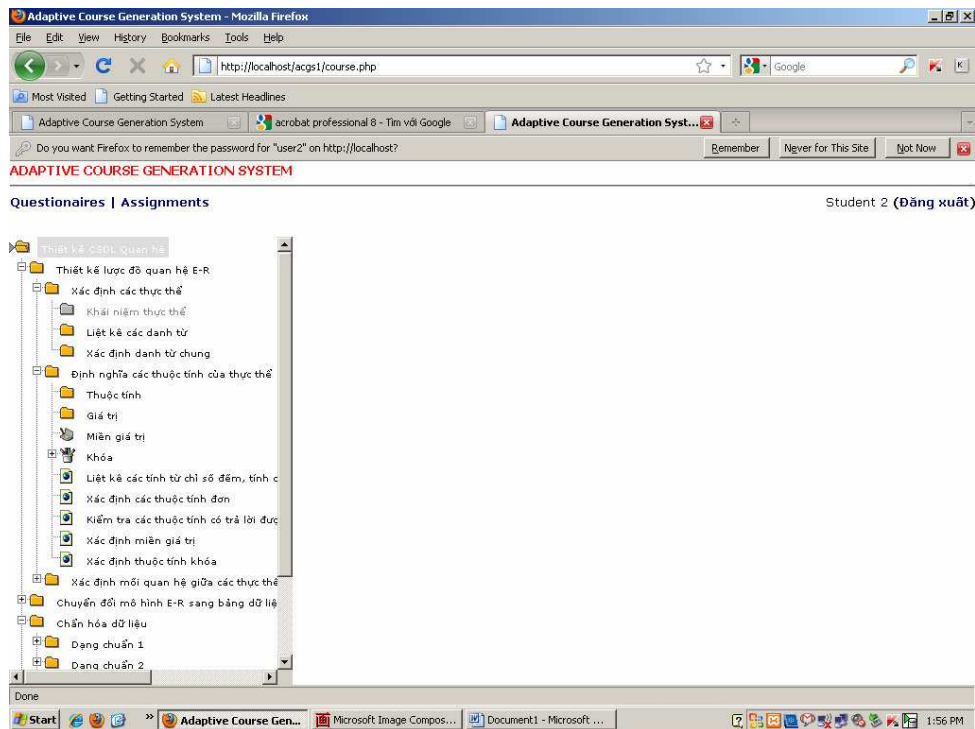 Adaptive Course Generation System - Mozilla Firefox
File Edit View History Bookmarks Tools Help
http://localhost/acgs1/course.php
Google
Most Visited Getting Started Latest Headlines
Adaptive Course Generation System
acrobat professional 8 - Tìm với Google
Adaptive Course Generation Syst...
Do you want Firefox to remember the password for "user2" on http://localhost?
Remember Never for This Site Not Now
ADAPTIVE COURSE GENERATION SYSTEM
Questionaires | Assignments
Student 2 (Đăng xuất)
Thiết kế CSDL Quan hệ
Thiết kế lược đồ quan hệ E-R
Xác định các thực thể
Khái niệm thực thể
Liệt kê các danh từ
Xác định danh từ chung
Định nghĩa các thuộc tính của thực thể
Thuộc tính
Giá trị
Miền giá trị
Khóa
Liệt kê các tính từ chỉ số đếm, tính c
Xác định các thuộc tính đơn
Kiểm tra các thuộc tính có trả lời đượ
Xác định miền giá trị
Xác định thuộc tính khóa
Xác định mối quan hệ giữa các thực thể
Chuyển đổi mô hình E-R sang bảng dữ liệ
Chẩn hóa dữ liệu
Dạng chuẩn 1
Dạng chuẩn 2
Done
Start
Adaptive Course Gen...
Microsoft Image Compos...
Document1 - Microsoft ...
1:56 PM